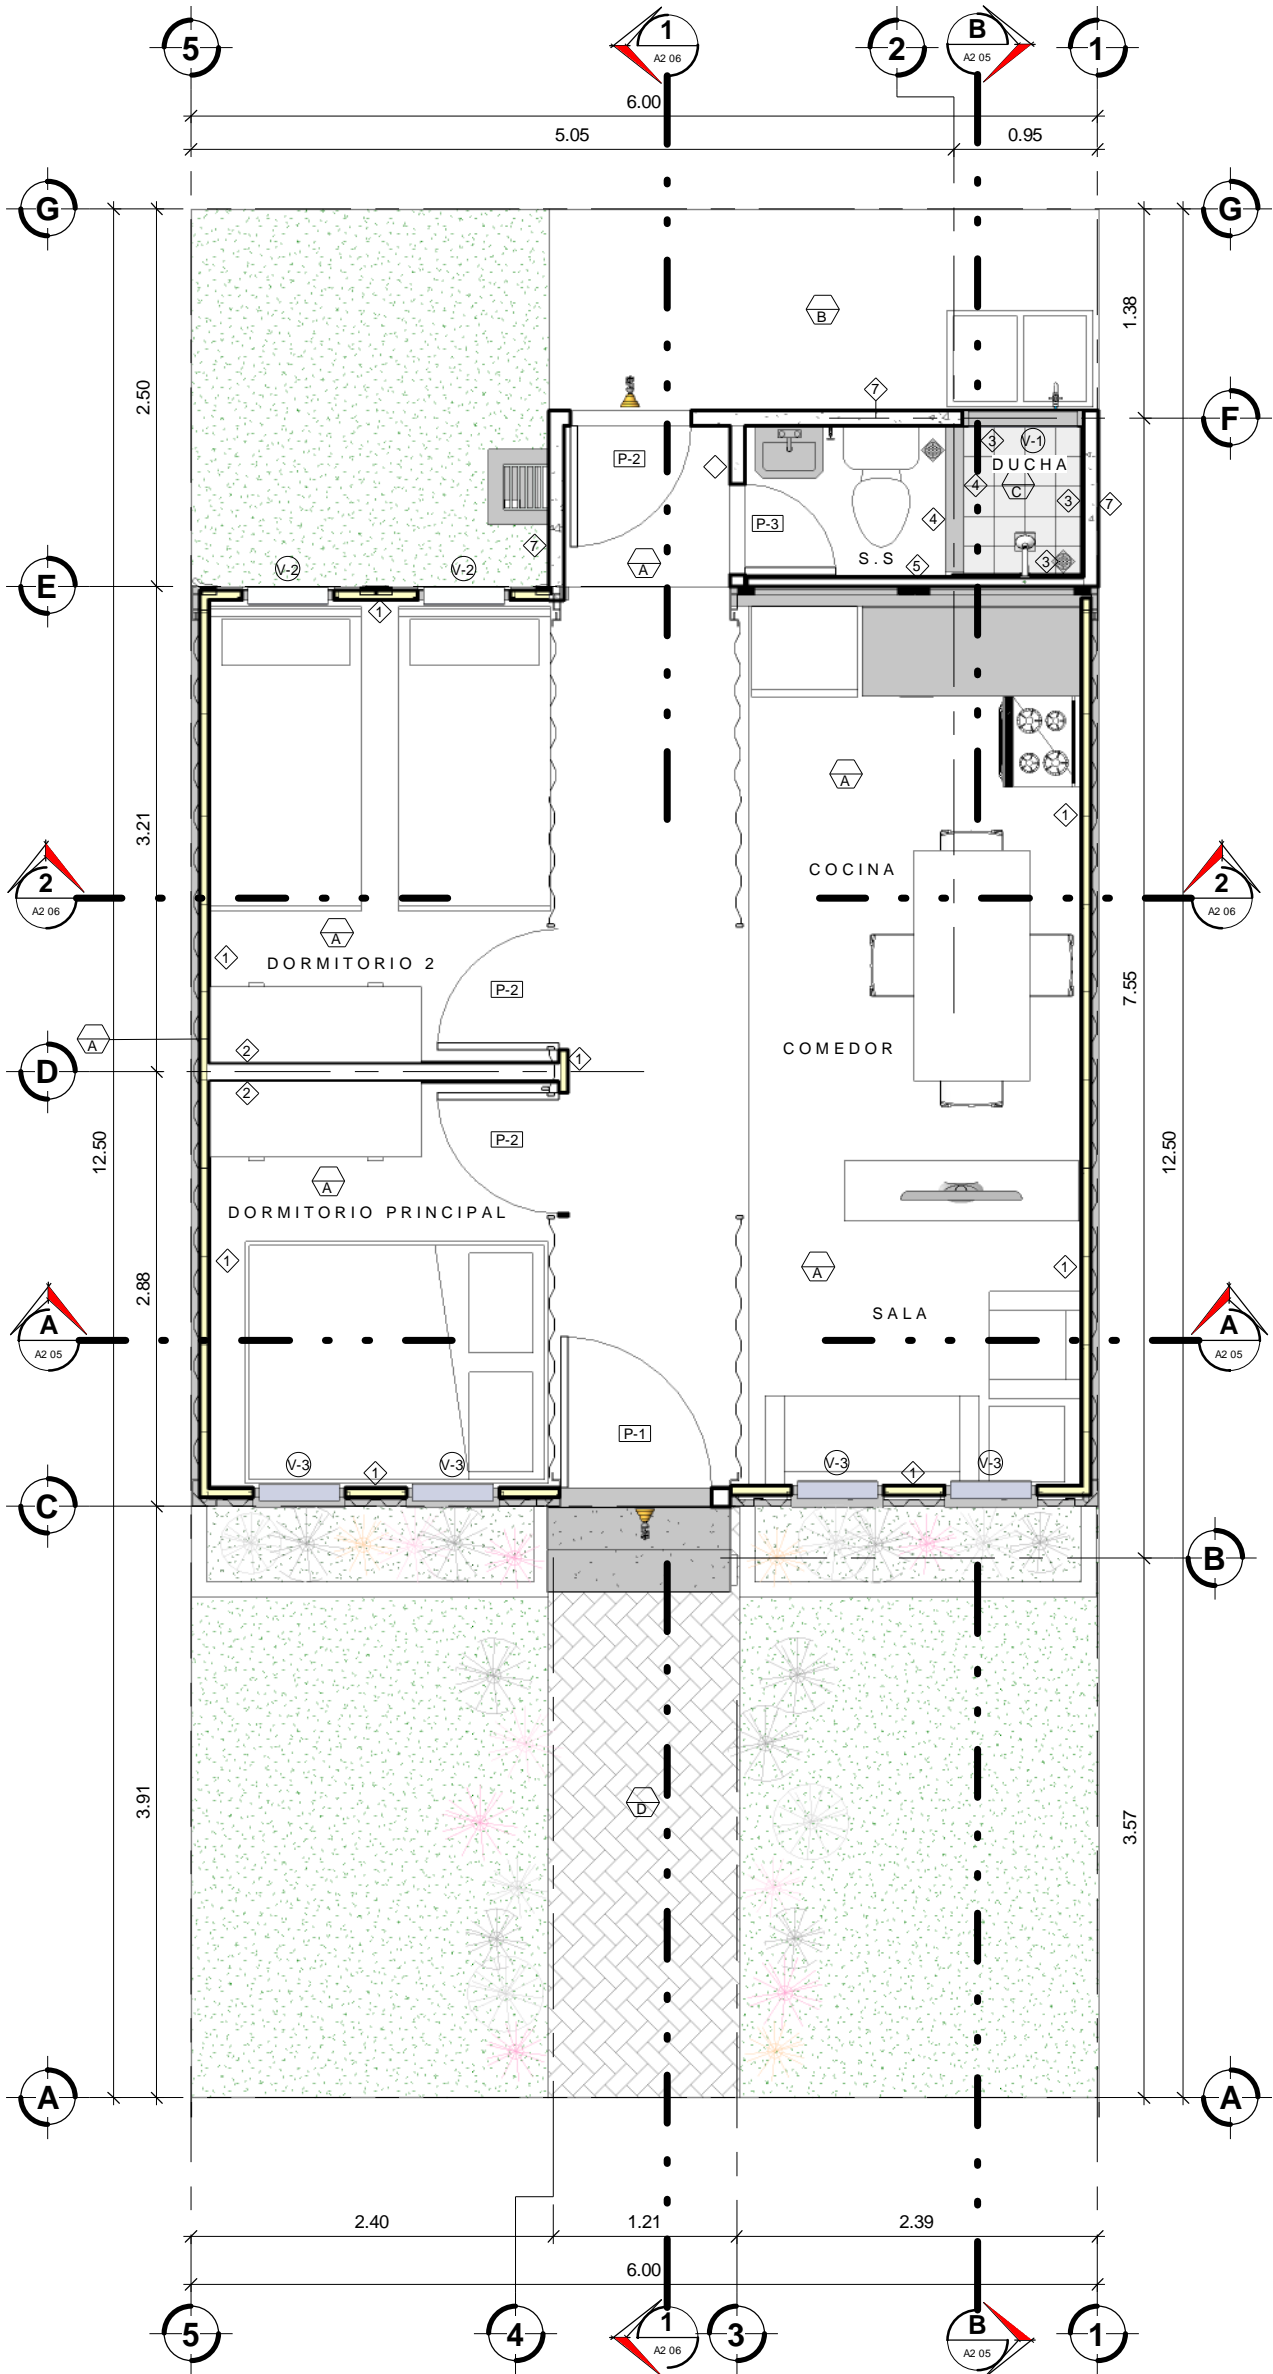 5
1
A2 06
2
B
A2 05
1
6.00
5.05
0.95
G
G
1.38
B
2.50
7
F
P-2
3
V-1
DUCHA
C
4
3
7
P-3
4
7
A
S.S
5
3
V-2
V-2
E
1
3.21
A
1
2
A2 06
COCINA
2
A2 06
A
1
DORMITORIO 2
P-2
7.55
A
2
1
COMEDOR
D
2
12.50
P-2
12.50
A
DORMITORIO PRINCIPAL
1
A
1
2.88
SALA
A
A2 05
A
A2 05
P-1
V-3
1
V-3
V-3
1
V-3
C
B
D
3.91
3.57
A
A
2.40
1.21
2.39
6.00
5
4
1
A2 06
3
B
A2 05
1